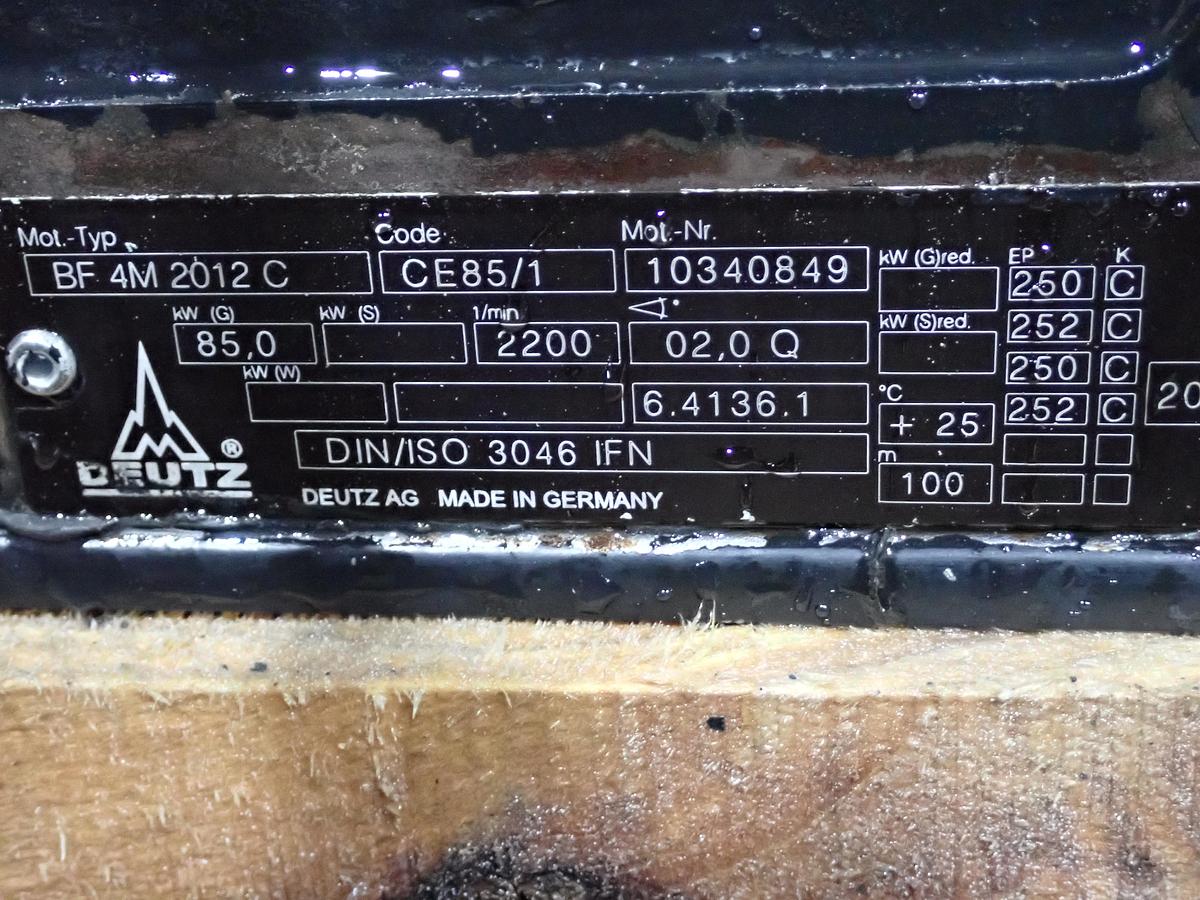 Mot.-Typ Code Mot.-Nr.
BF 4M 2012 C CE85/1 10340849 kW (G)red. EP K
250 C
kW (G) kW (S) 1/min ° kW (S)red. 252 C
85,0 2200 02,0 Q 250 C
kW (W) °C
6.4136.1 + 25 252 C 20
DIN/ISO 3046 IFN m
100
DEUTZ ®
DEUTZ AG MADE IN GERMANY